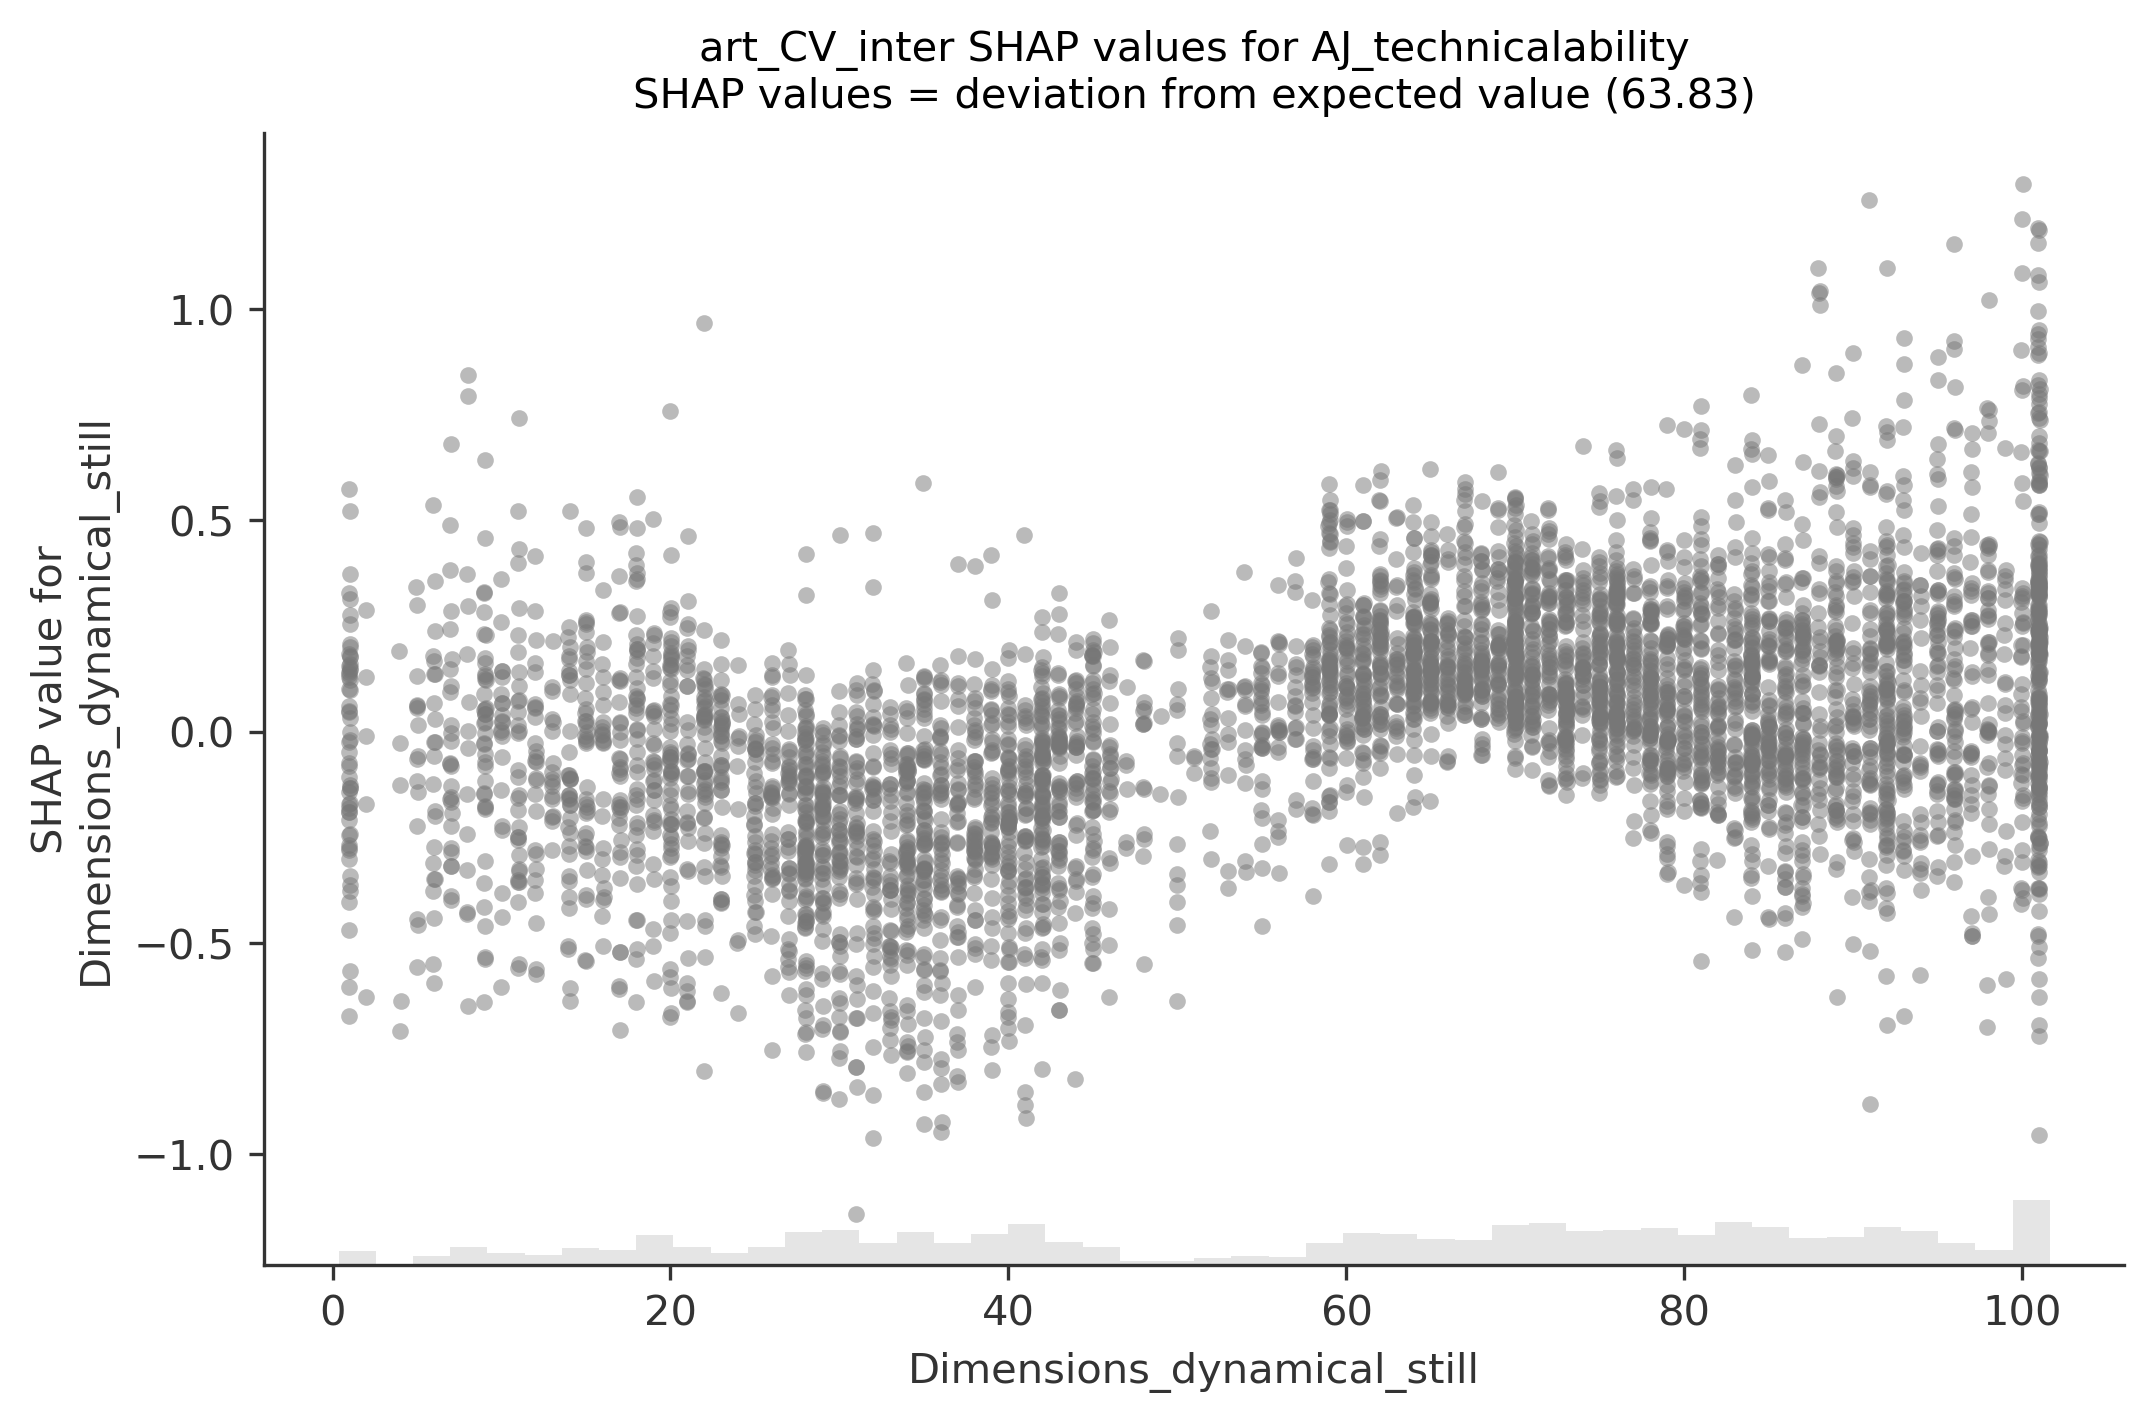 art_CV_inter SHAP values for AJ_technicalability
SHAP values = deviation from expected value (63.83)
SHAP value for
Dimensions_dynamical_still
1.0
0.5
0.0
−0.5
−1.0
0 20 40 60 80 100
Dimensions_dynamical_still